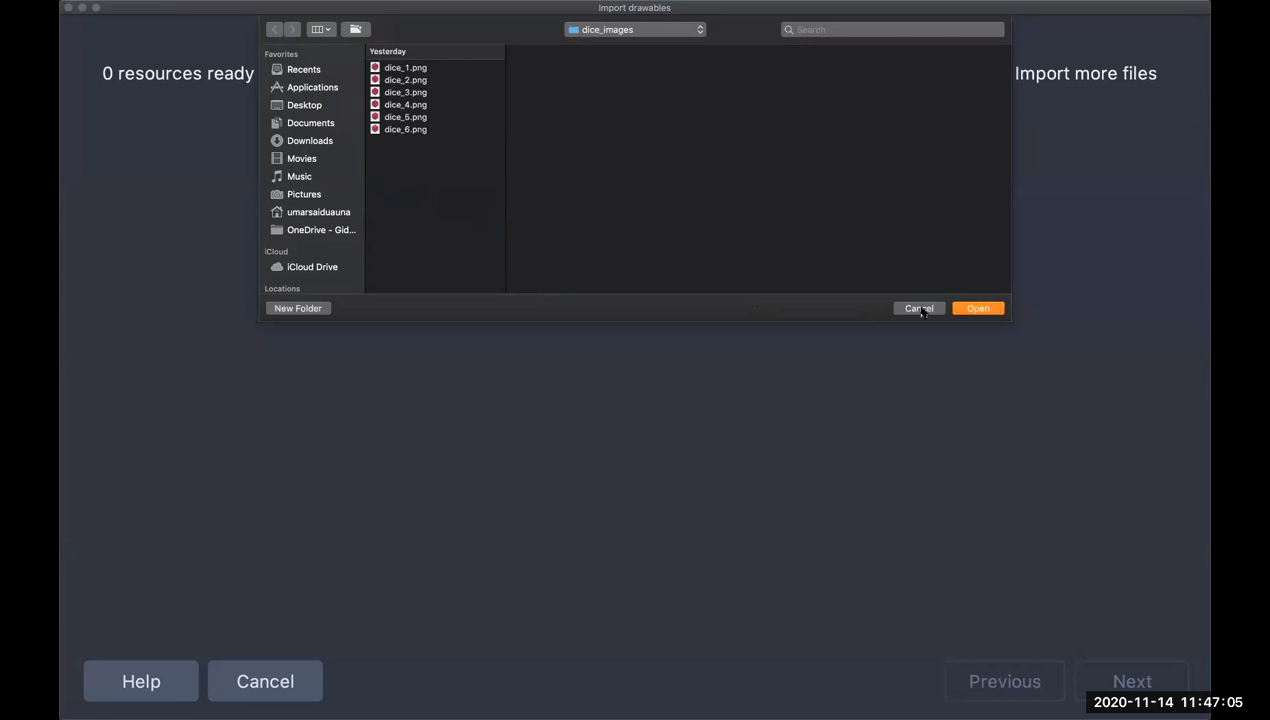 Import drawables
dice_images
Search
0 resources ready
Import more files
Favorites
Recents
Applications
Desktop
Documents
Downloads
Movies
Music
Pictures
umarsaiduauna
OneDrive - Gid...
iCloud
iCloud Drive
Locations
Yesterday
dice_1.png
dice_2.png
dice_3.png
dice_4.png
dice_5.png
dice_6.png
New Folder
Cancel
Open
Help
Cancel
Previous
Next
2020-11-14 11:47:05